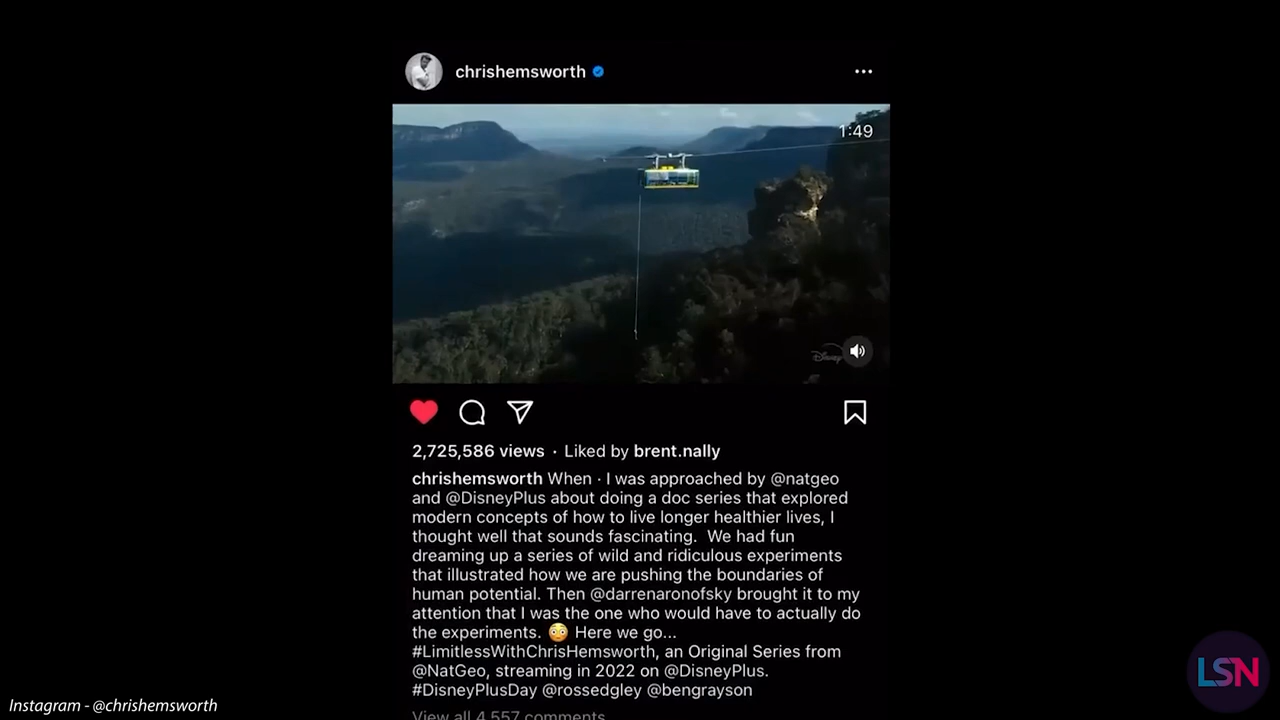 chrishemsworth
1:49
Disney
2,725,586 views · Liked by brent.nally
chrishemsworth When · I was approached by @natgeo
and @DisneyPlus about doing a doc series that explored
modern concepts of how to live longer healthier lives, I
thought well that sounds fascinating.  We had fun
dreaming up a series of wild and ridiculous experiments
that illustrated how we are pushing the boundaries of
human potential. Then @darrenaronofsky brought it to my
attention that I was the one who would have to actually do
the experiments. 😳 Here we go...
#LimitlessWithChrisHemsworth, an Original Series from
@NatGeo, streaming in 2022 on @DisneyPlus.
#DisneyPlusDay @rossedgley @bengrayson
View all 4,557 comments
Instagram - @chrishemsworth
LSN